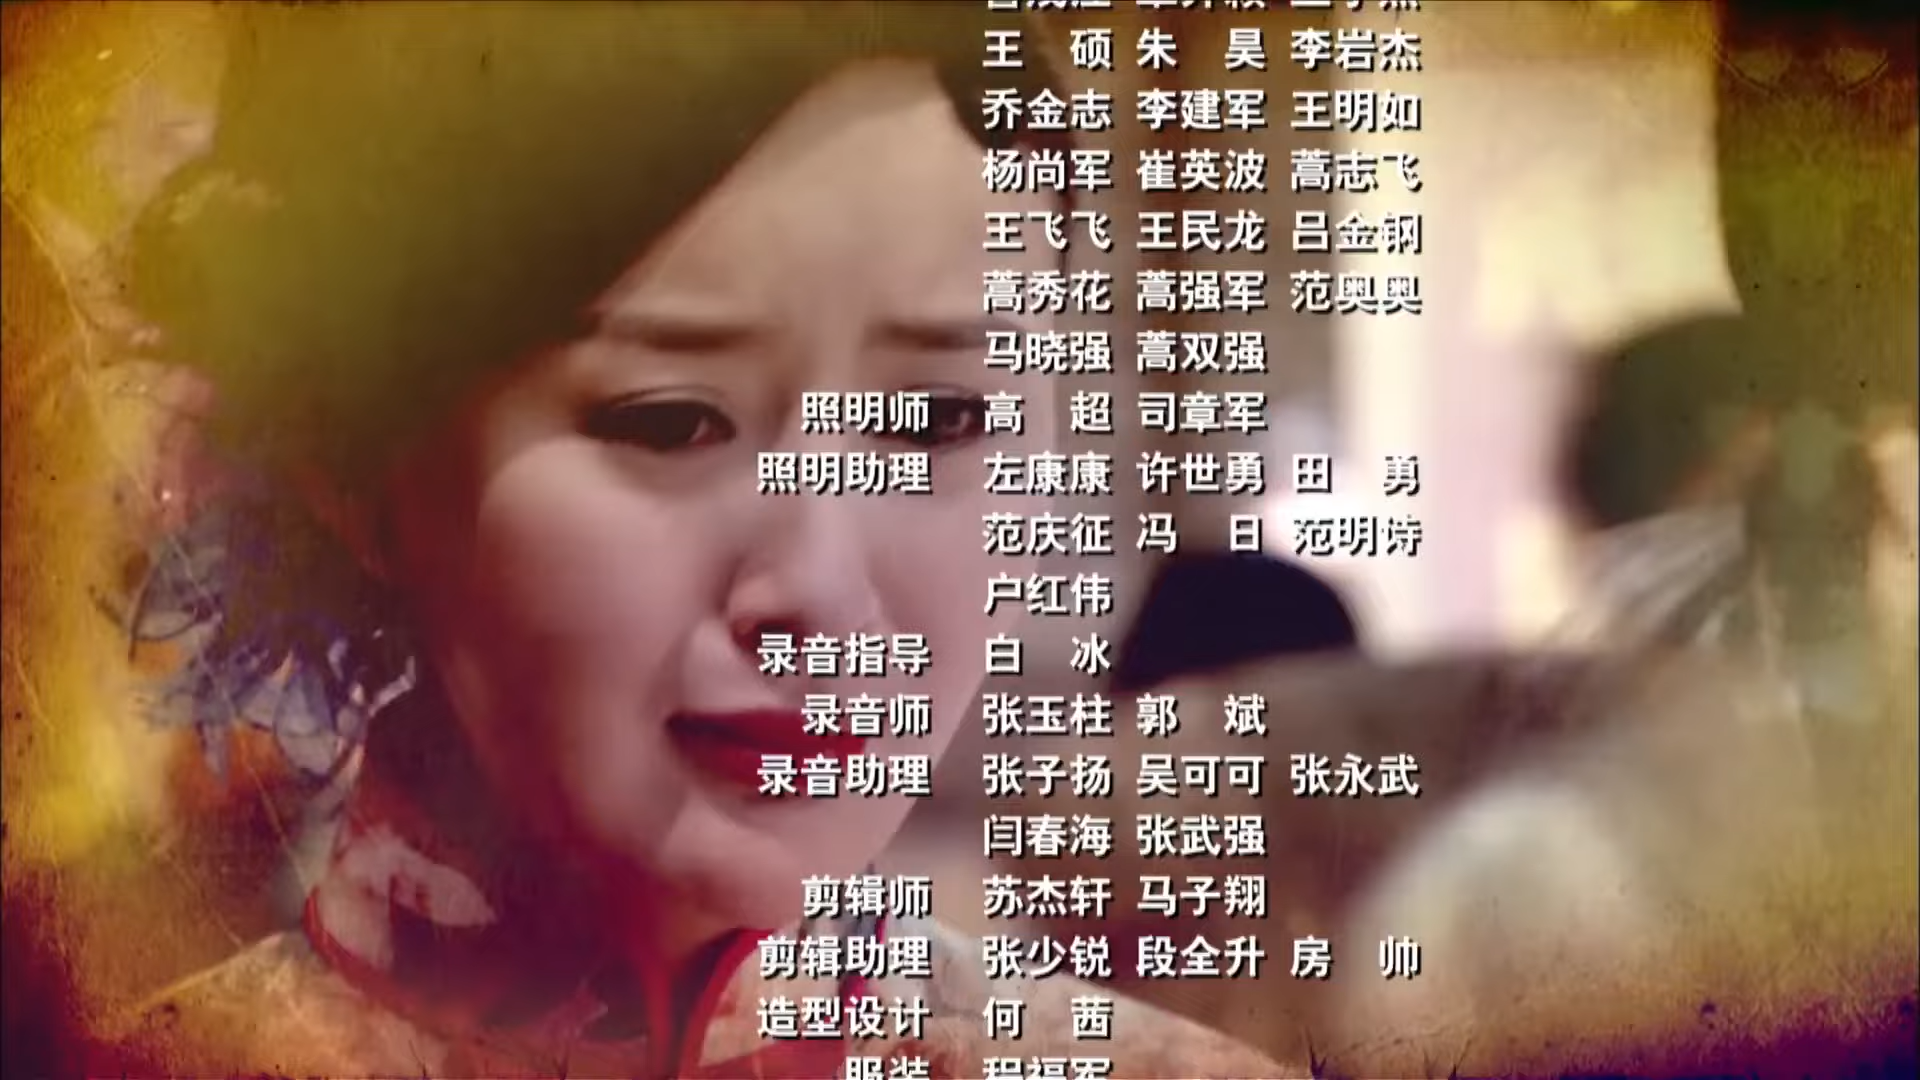 王　硕 朱　昊 李岩杰
乔金志 李建军 王明如
杨尚军 崔英波 蒿志飞
王飞飞 王民龙 吕金钢
蒿秀花 蒿强军 范奥奥
马晓强 蒿双强
照明师 高　超 司章军
照明助理 左康康 许世勇 田　勇
范庆征 冯　日 范明诗
户红伟
录音指导 白　冰
录音师 张玉柱 郭　斌
录音助理 张子扬 吴可可 张永武
闫春海 张武强
剪辑师 苏杰轩 马子翔
剪辑助理 张少锐 段全升 房　帅
造型设计 何　茜
服装 程福军